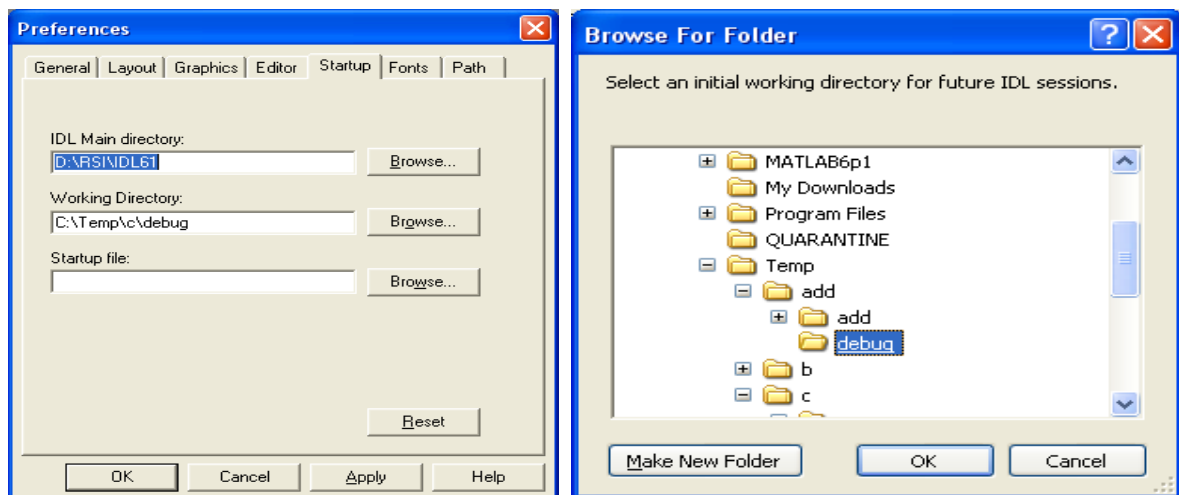 Preferences
General Layout Graphics Editor Startup Fonts Path
IDL Main directory:
D:\RSI\IDL61
Browse...
Working Directory:
C:\Temp\c\debug
Browse...
Startup file:
Browse...
Reset
OK Cancel Apply Help
Browse For Folder
Select an initial working directory for future IDL sessions.
MATLAB6p1
My Downloads
Program Files
QUARANTINE
Temp
add
add
debug
b
c
Make New Folder OK Cancel